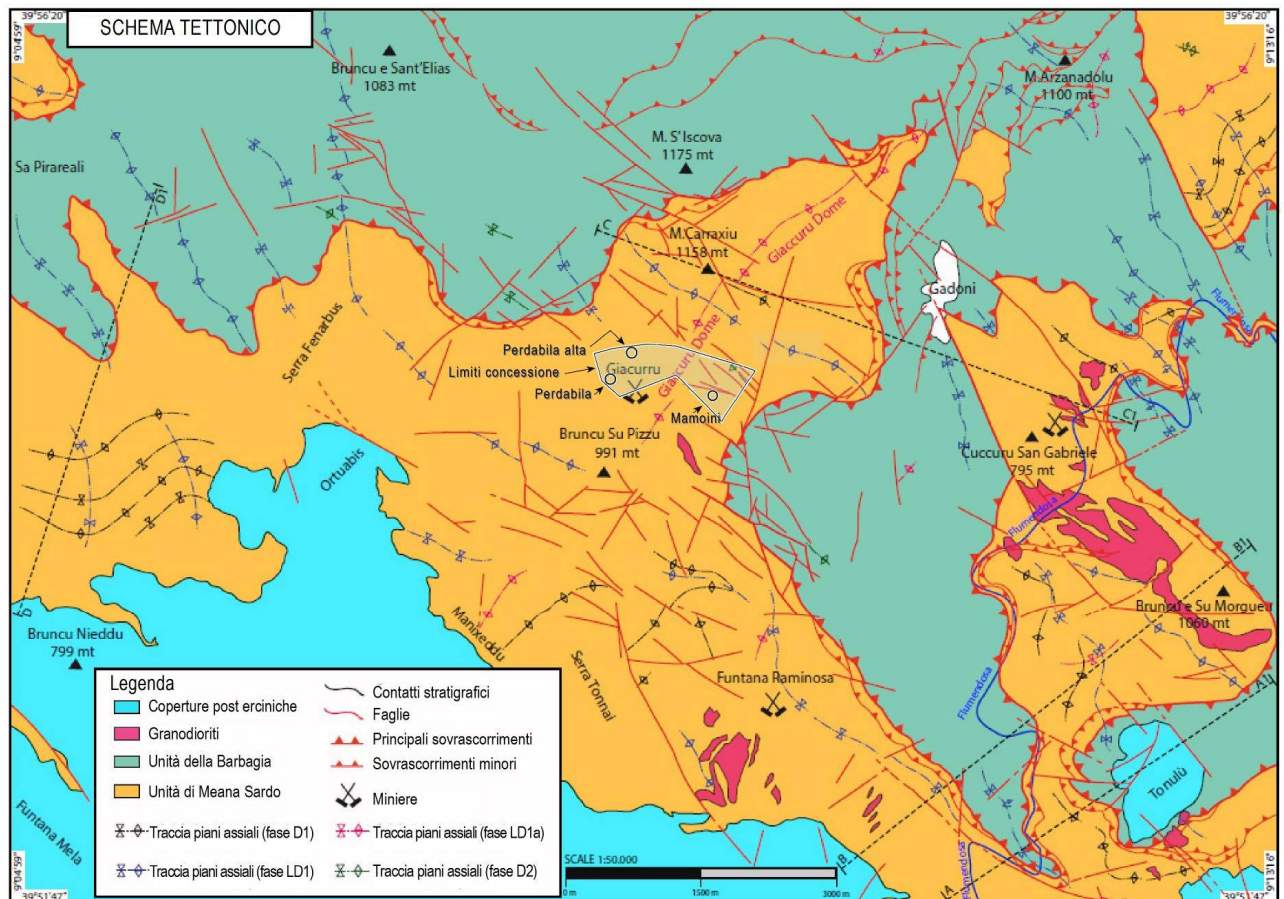 39°56'20"
9°04'59"
SCHEMA TETTONICO
39°56'20"
9°13'16"
Bruncu e Sant'Elias
1083 mt
M.Arzanadolu
1100 mt
M. S'Iscova
1175 mt
Sa Pirareali
D1
C
M.Carraxiu
1158 mt
Giaccuru Dome
Gadoni
Flumendosa
Serra Fenarbus
Perdabila alta
Limiti concessione
Giacurru
Giaccuru Dome
Perdabila
Mamoini
C1
Bruncu Su Pizzu
991 mt
Cuccuru San Gabriele
795 mt
Ortuabis
Flumendosa
B1
D
Bruncu e Su Morgueri
1060 mt
Bruncu Nieddu
799 mt
Manixeddu
Serra Tonnai
Funtana Raminosa
Flumendosa
A1
Tonulù
Funtana Mela
Legenda
Coperture post erciniche
Granodioriti
Unità della Barbagia
Unità di Meana Sardo
Traccia piani assiali (fase D1)
Traccia piani assiali (fase LD1)
Contatti stratigrafici
Faglie
Principali sovrascorrimenti
Sovrascorrimenti minori
Miniere
Traccia piani assiali (fase LD1a)
Traccia piani assiali (fase D2)
SCALE 1:50.000
0 m
1500 m
3000 m
B
A
Flumendosa
9°04'59"
39°51'47"
9°13'16"
39°51'47"